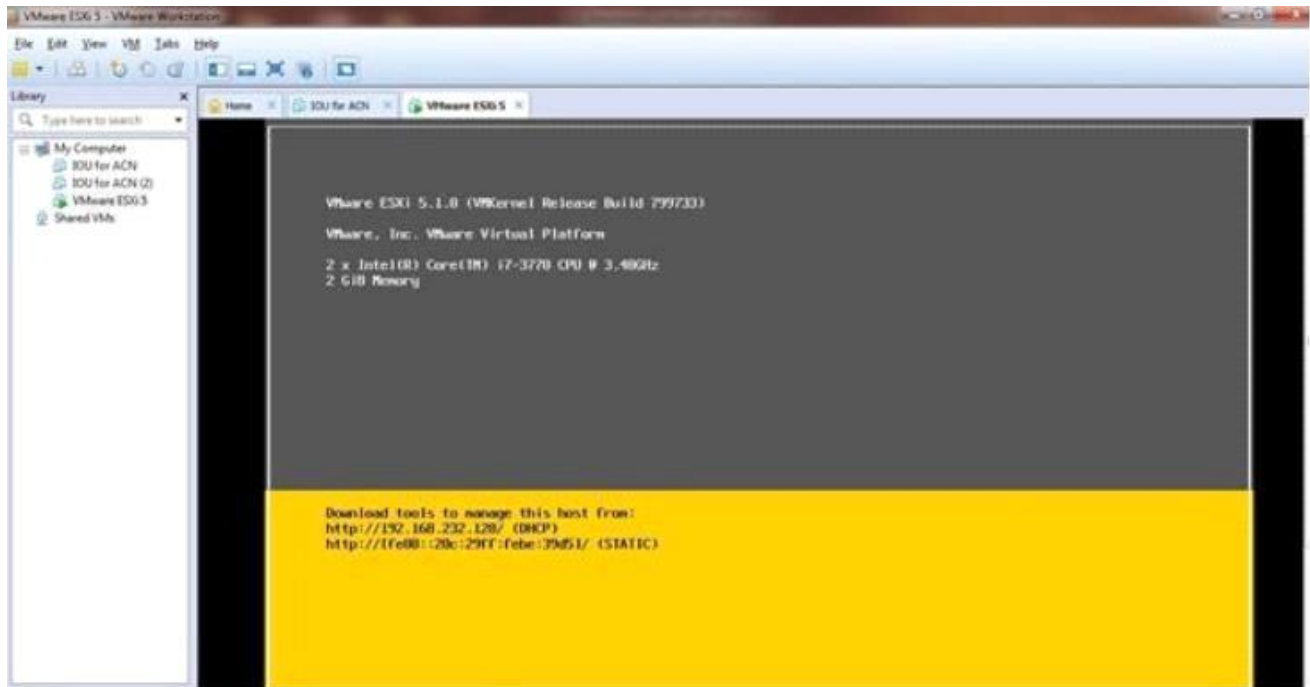 VMware ESXi 5 - VMware Workstation
File Edit View VM Tabs Help
Library
Home
IOU for ACN
VMware ESXi 5
Type here to search
My Computer
IOU for ACN
IOU for ACN (2)
VMware ESXi 5
Shared VMs
VMware ESXi 5.1.0 (VMKernel Release Build 799733)
VMware, Inc. VMware Virtual Platform
2 x Intel(R) Core(TM) i7-3770 CPU @ 3.40GHz
2 GiB Memory
Download tools to manage this host from:
http://192.168.232.128/ (DHCP)
http://[fe80::20c:29ff:febe:39d5]/ (STATIC)